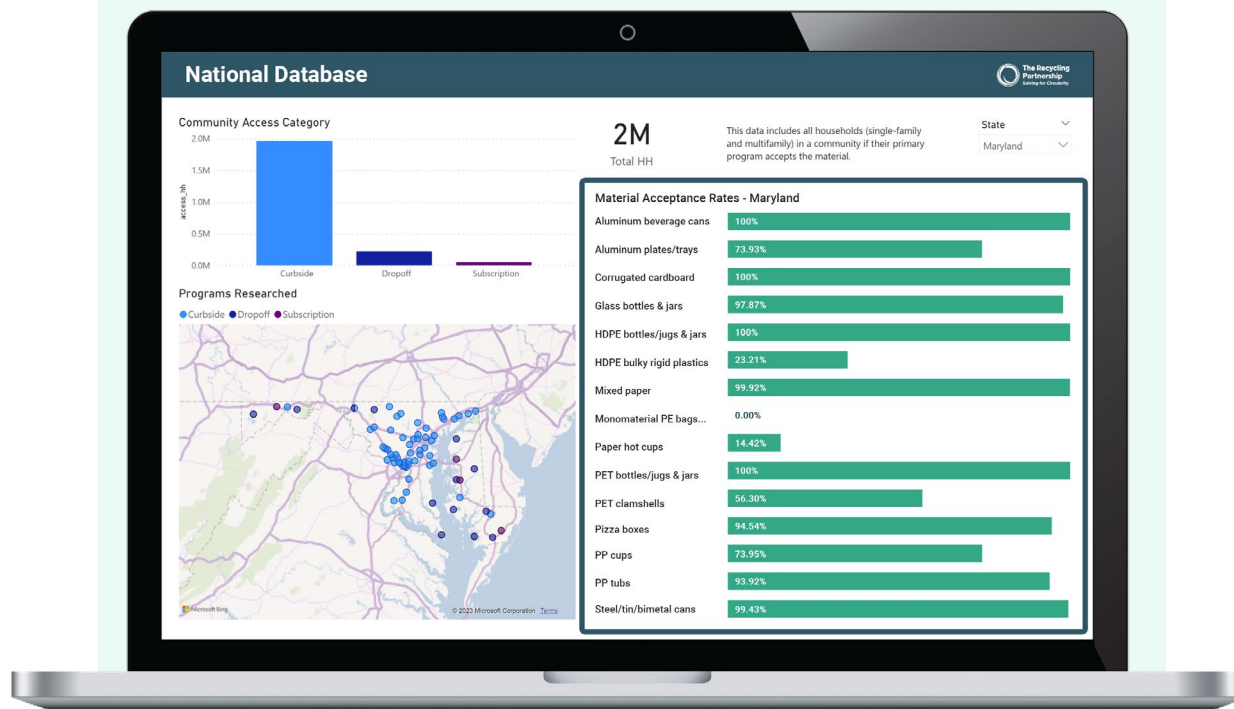 National Database
The Recycling
Partnership
Solving for Circularity
Community Access Category
2.0M
1.5M
1.0M
0.5M
0.0M
access_hh
Curbside
Dropoff
Subscription
2M
Total HH
This data includes all households (single-family
and multifamily) in a community if their primary
program accepts the material.
State
Maryland
Programs Researched
Curbside Dropoff Subscription
Microsoft Bing
© 2023 Microsoft Corporation Terms
Material Acceptance Rates - Maryland
Aluminum beverage cans 100%
Aluminum plates/trays 73.93%
Corrugated cardboard 100%
Glass bottles & jars 97.87%
HDPE bottles/jugs & jars 100%
HDPE bulky rigid plastics 23.21%
Mixed paper 99.92%
Monomaterial PE bags... 0.00%
Paper hot cups 14.42%
PET bottles/jugs & jars 100%
PET clamshells 56.30%
Pizza boxes 94.54%
PP cups 73.95%
PP tubs 93.92%
Steel/tin/bimetal cans 99.43%